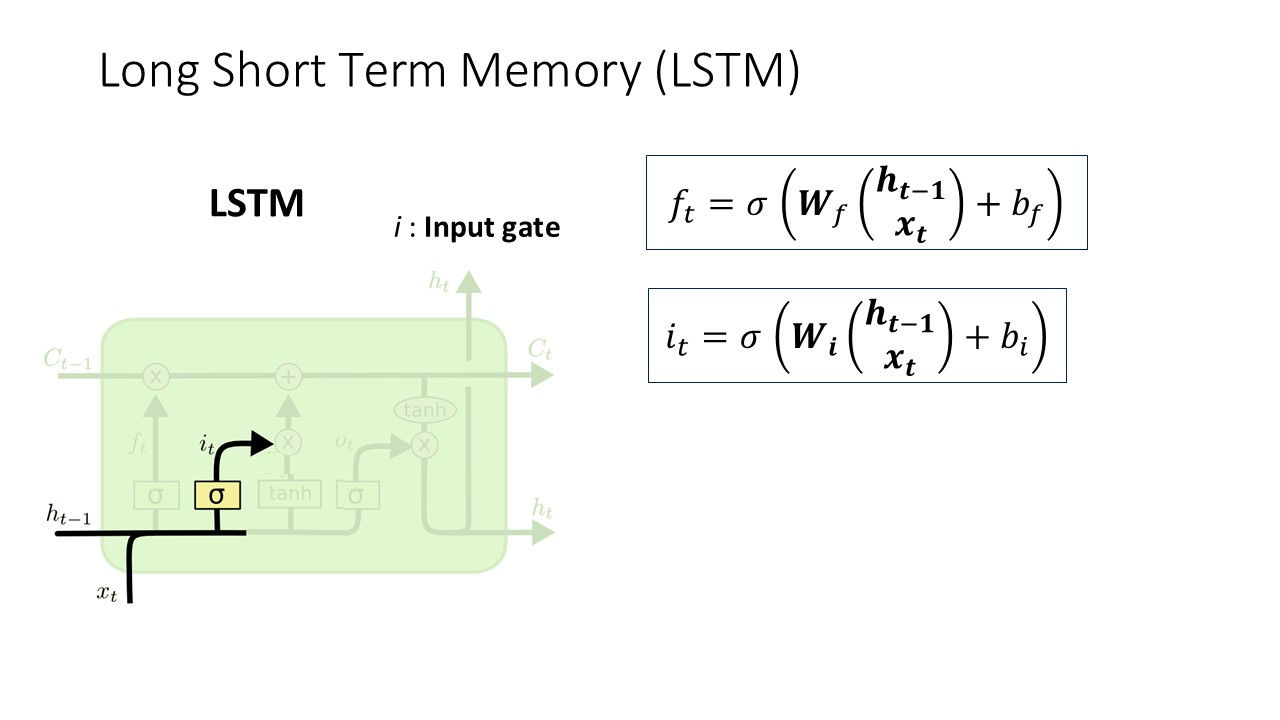 Long Short Term Memory (LSTM)
LSTM
i : Input gate
f_t = σ ( W_f ( h_{t−1} x_t ) + b_f )
i_t = σ ( W_i ( h_{t−1} x_t ) + b_i )
h_t
C_{t−1}
C_t
x
+
tanh
f_t
i_t
x
o_t
x
σ
σ
tanh
σ
h_{t−1}
h_t
x_t